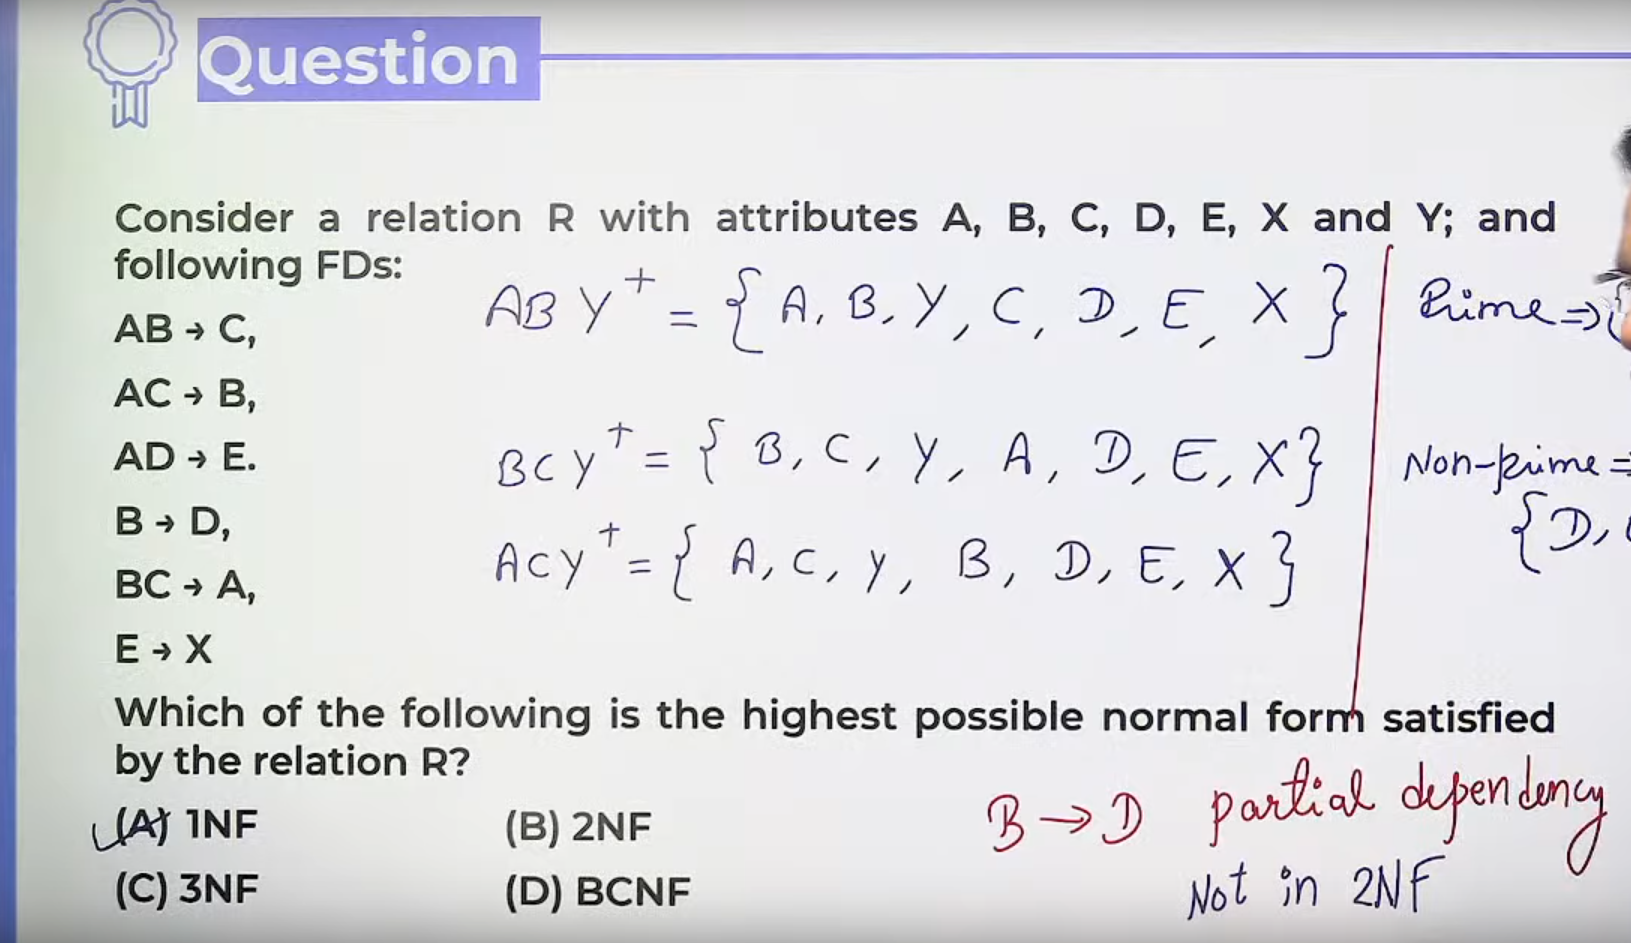 Question
Consider a relation R with attributes A, B, C, D, E, X and Y; and
following FDs:
AB → C,
AC → B,
AD → E.
B → D,
BC → A,
E → X
ABY⁺ = { A, B, Y, C, D, E, X }
BCY⁺ = { B, C, Y, A, D, E, X }
ACY⁺ = { A, C, Y, B, D, E, X }
Prime ⇒ {
Non-prime =
{ D,
Which of the following is the highest possible normal form satisfied
by the relation R?
(A) 1NF (B) 2NF
(C) 3NF (D) BCNF
B → D partial dependency
Not in 2NF